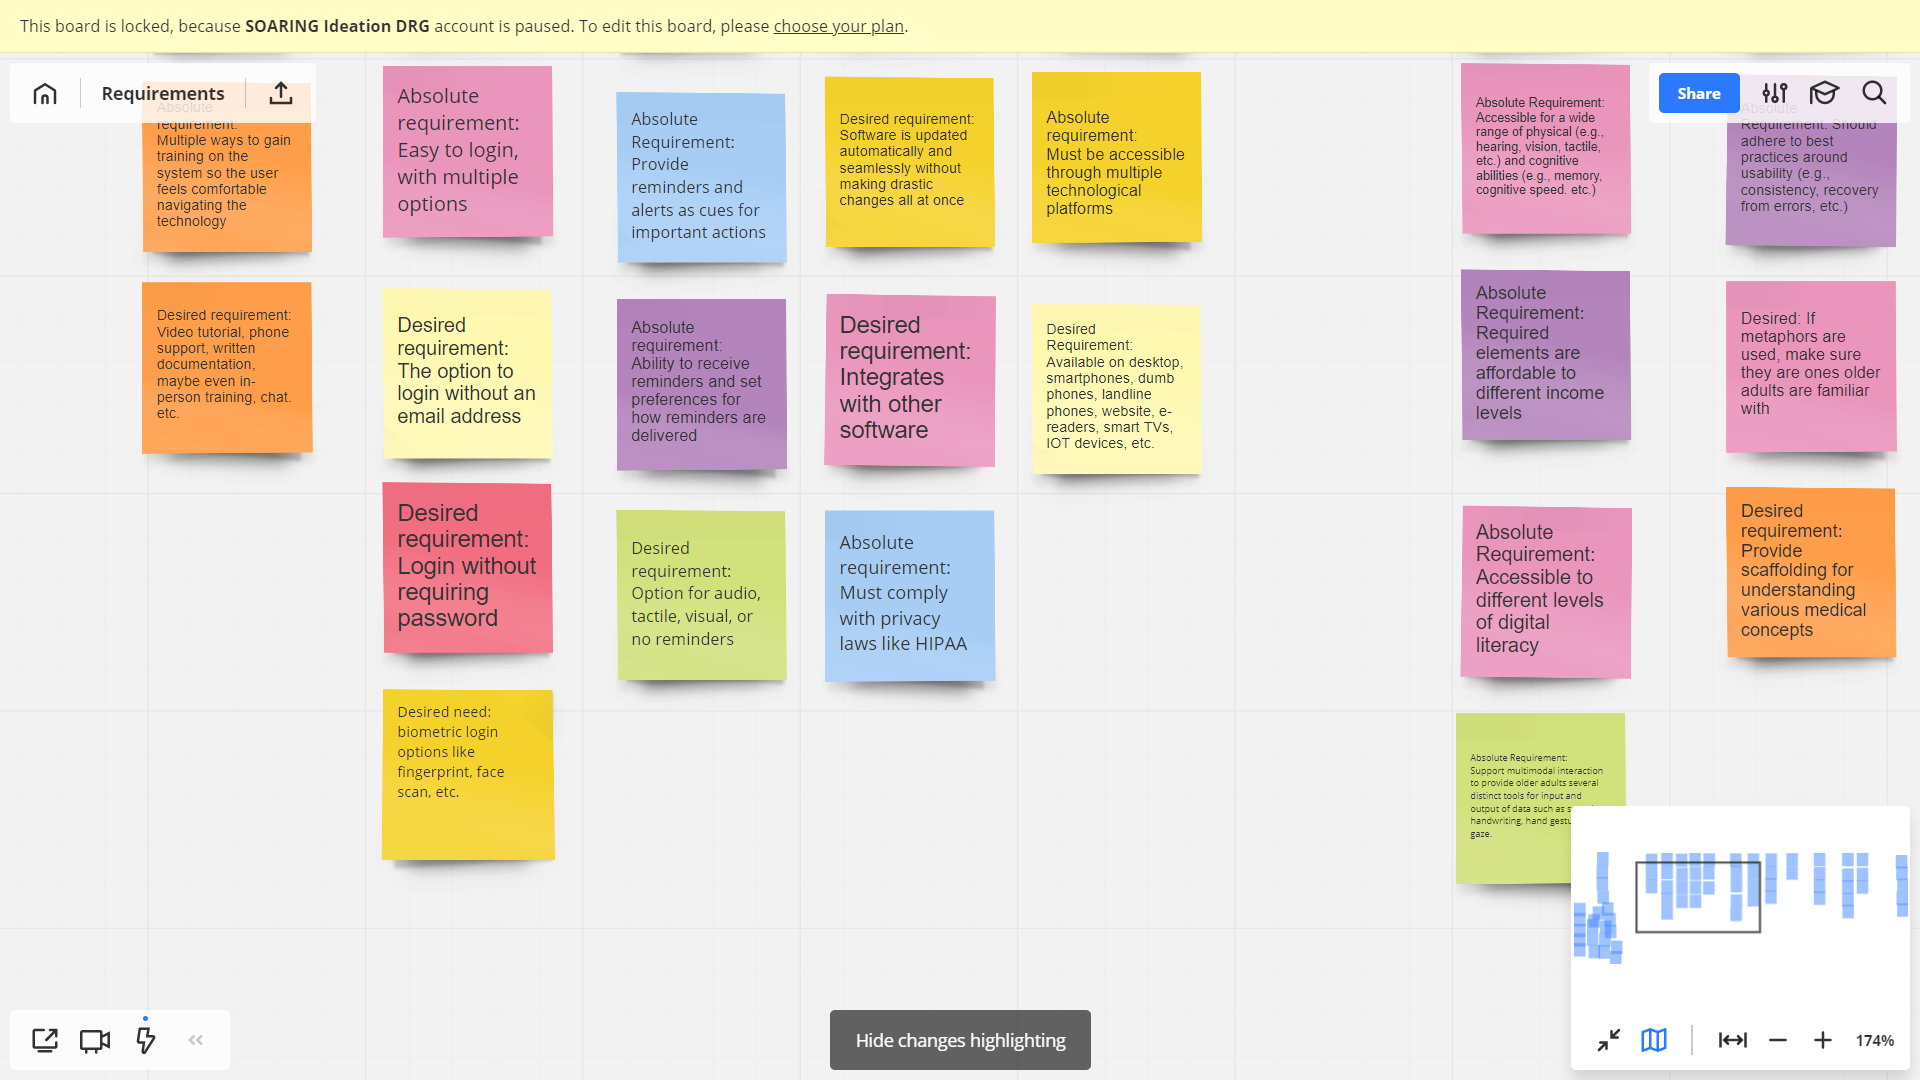 This board is locked, because SOARING Ideation DRG account is paused. To edit this board, please choose your plan.
Requirements
Share
Absolute
requirement:
Multiple ways to gain
training on the
system so the user
feels comfortable
navigating the
technology
Absolute
requirement:
Easy to login,
with multiple
options
Absolute
Requirement:
Provide
reminders and
alerts as cues for
important actions
Desired requirement:
Software is updated
automatically and
seamlessly without
making drastic
changes all at once
Absolute
requirement:
Must be accessible
through multiple
technological
platforms
Absolute Requirement:
Accessible for a wide
range of physical (e.g.,
hearing, vision, tactile,
etc.) and cognitive
abilities (e.g., memory,
cognitive speed. etc.)
Absolute
Requirement: Should
adhere to best
practices around
usability (e.g.,
consistency, recovery
from errors, etc.)
Desired requirement:
Video tutorial, phone
support, written
documentation,
maybe even in-
person training, chat.
etc.
Desired
requirement:
The option to
login without an
email address
Absolute
requirement:
Ability to receive
reminders and set
preferences for
how reminders are
delivered
Desired
requirement:
Integrates
with other
software
Desired
Requirement:
Available on desktop,
smartphones, dumb
phones, landline
phones, website, e-
readers, smart TVs,
IOT devices, etc.
Absolute
Requirement:
Required
elements are
affordable to
different income
levels
Desired: If
metaphors are
used, make sure
they are ones older
adults are familiar
with
Desired
requirement:
Login without
requiring
password
Desired
requirement:
Option for audio,
tactile, visual, or
no reminders
Absolute
requirement:
Must comply
with privacy
laws like HIPAA
Absolute
Requirement:
Accessible to
different levels
of digital
literacy
Desired
requirement:
Provide
scaffolding for
understanding
various medical
concepts
Desired need:
biometric login
options like
fingerprint, face
scan, etc.
Absolute Requirement:
Support multimodal interaction
to provide older adults several
distinct tools for input and
output of data such as
handwriting, hand
gaze.
Hide changes highlighting
174%